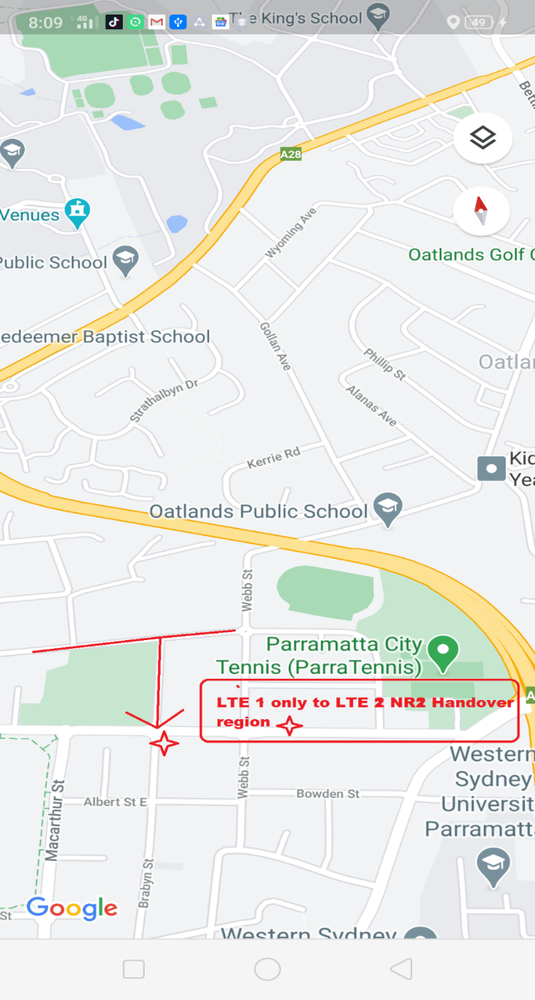 8:09
4G
49
The King's School
Bettin
A28
Venues
Wyoming Ave
Public School
Oatlands Golf C
edeemer Baptist School
Gollan Ave
Phillip St
Oatlan
Strathalbyn Dr
Alanas Ave
Kerrie Rd
Kid
Yea
Oatlands Public School
Webb St
Parramatta City
Tennis (ParraTennis)
A
LTE 1 only to LTE 2 NR2 Handover
region
Western
Sydney
Universit
Parramatta
Webb St
Bowden St
Macarthur St
Albert St E
Brabyn St
Google
St
Western Sydney